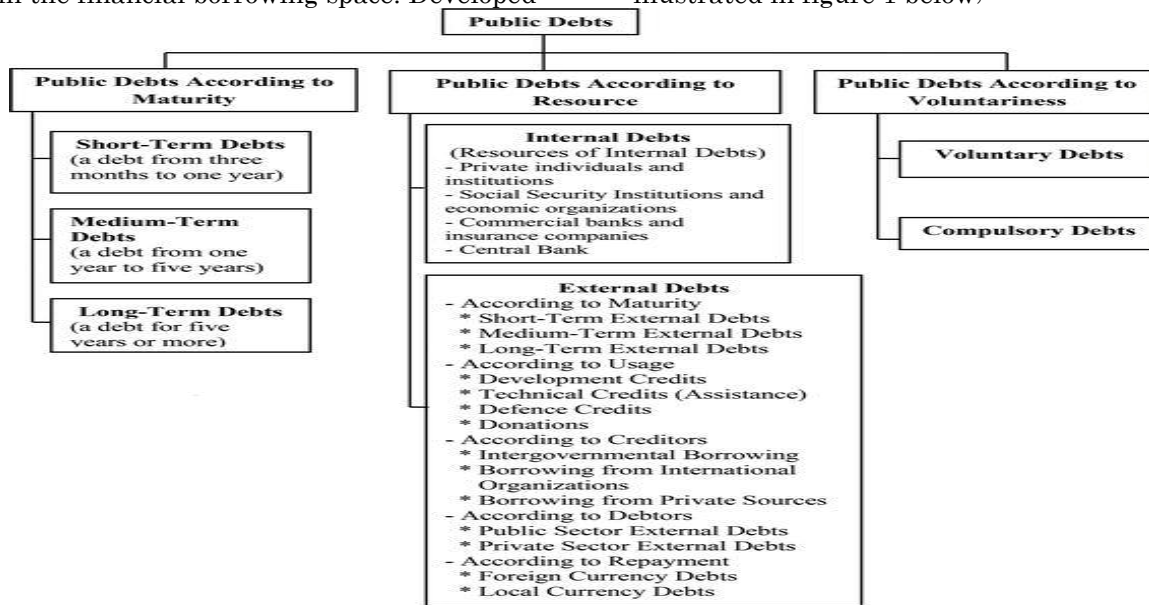 in the financial borrowing space. Developed
illustrated in figure 1 below;
Public Debts
Public Debts According to
Maturity
Short-Term Debts
(a debt from three
months to one year)
Medium-Term
Debts
(a debt from one
year to five years)
Long-Term Debts
(a debt for five
years or more)
Public Debts According to
Resource
Internal Debts
(Resources of Internal Debts)
- Private individuals and
institutions
- Social Security Institutions and
economic organizations
- Commercial banks and
insurance companies
- Central Bank
External Debts
- According to Maturity
* Short-Term External Debts
* Medium-Term External Debts
* Long-Term External Debts
- According to Usage
* Development Credits
* Technical Credits (Assistance)
* Defence Credits
* Donations
- According to Creditors
* Intergovernmental Borrowing
* Borrowing from International
Organizations
* Borrowing from Private Sources
- According to Debtors
* Public Sector External Debts
* Private Sector External Debts
- According to Repayment
* Foreign Currency Debts
* Local Currency Debts
Public Debts According to
Voluntariness
Voluntary Debts
Compulsory Debts